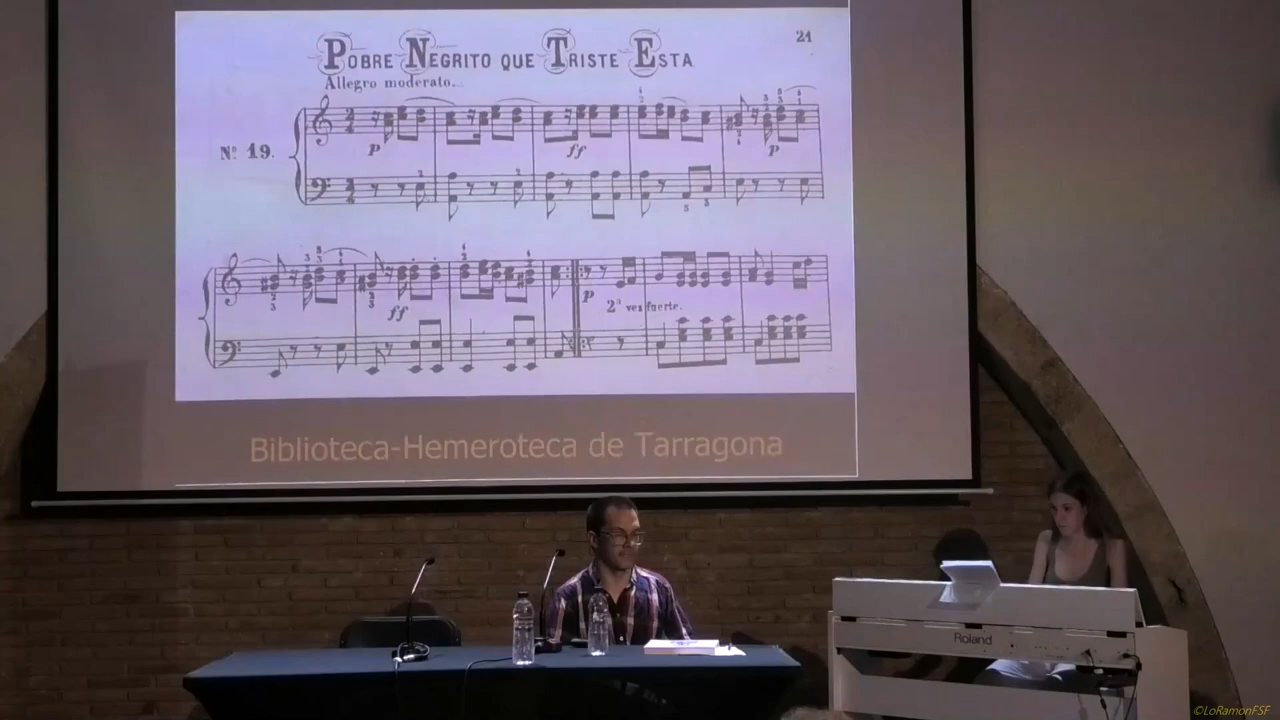 POBRE NEGRITO QUE TRISTE ESTA
21
Allegro moderato.
Nº 19.
p
ff
p
ff
p
2ª vez fuerte.
Biblioteca-Hemeroteca de Tarragona
Roland
©LoRamonFSF